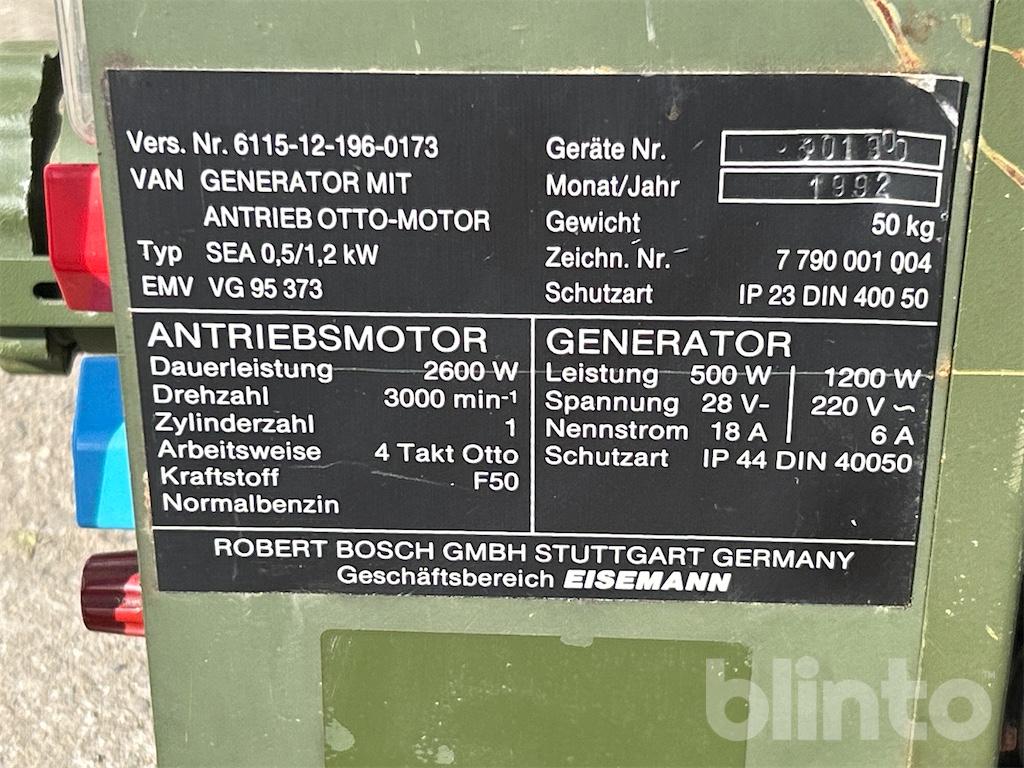 Vers. Nr. 6115-12-196-0173
VAN GENERATOR MIT
ANTRIEB OTTO-MOTOR
Typ SEA 0,5/1,2 kW
EMV VG 95 373
Geräte Nr.
Monat/Jahr 1992
Gewicht 50 kg
Zeichn. Nr. 7 790 001 004
Schutzart IP 23 DIN 400 50
ANTRIEBSMOTOR
Dauerleistung 2600 W
Drehzahl 3000 min-¹
Zylinderzahl 1
Arbeitsweise 4 Takt Otto
Kraftstoff F50
Normalbenzin
GENERATOR
Leistung 500 W | 1200 W
Spannung 28 V- | 220 V ~
Nennstrom 18 A | 6 A
Schutzart IP 44 DIN 40050
ROBERT BOSCH GMBH STUTTGART GERMANY
Geschäftsbereich EISEMANN
blinto